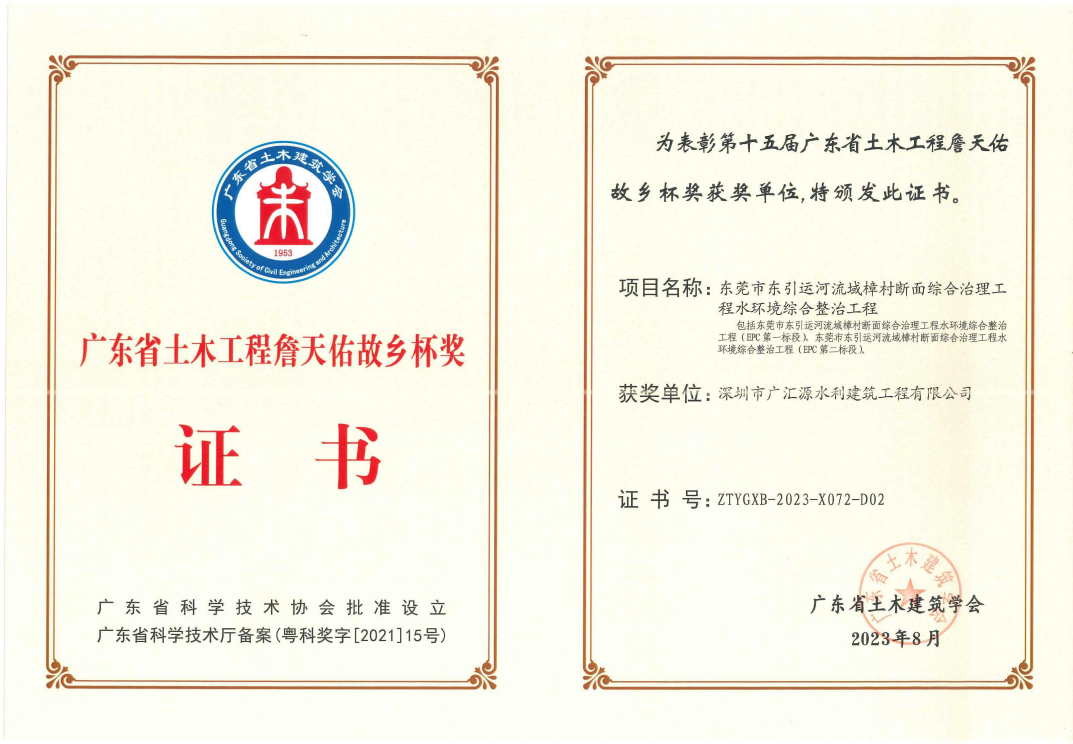 广东省土木建筑学会
1953
Guangdong Society of Civil Engineering and Architecture
广东省土木工程詹天佑故乡杯奖
证 书
广东省科学技术协会批准设立
广东省科学技术厅备案(粤科奖字[2021]15号)
为表彰第十五届广东省土木工程詹天佑
故乡杯奖获奖单位,特颁发此证书。
项目名称:东莞市东引运河流域樟村断面综合治理工
程水环境综合整治工程
包括东莞市东引运河流域樟村断面综合治理工程水环境综合整治
工程(EPC第一标段)、东莞市东引运河流域樟村断面综合治理工程水
环境综合整治工程(EPC第二标段)。
获奖单位:深圳市广汇源水利建筑工程有限公司
证 书 号:ZTYGXB-2023-X072-D02
广东省土木建筑学会
广东省土木建筑学会
2023年8月